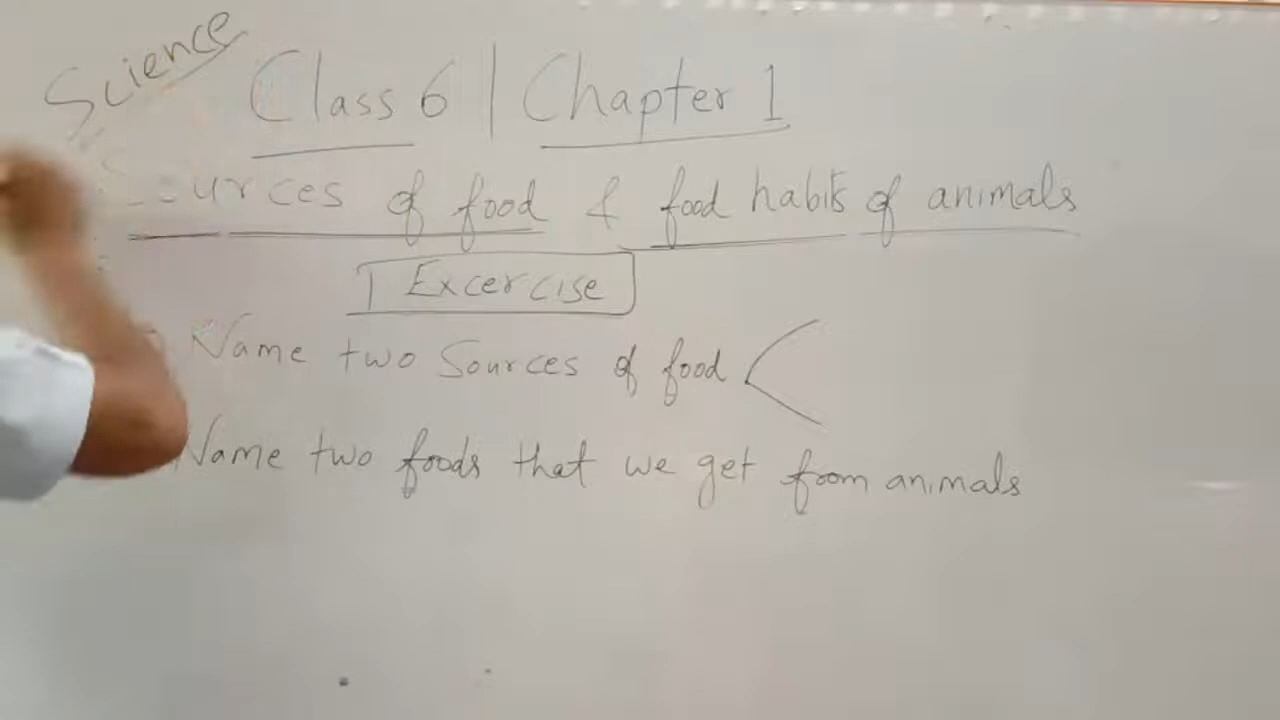 Science
Class 6 | Chapter 1
Sources of food & food habits of animals
Excercise
Name two Sources of food
Name two foods that we get from animals